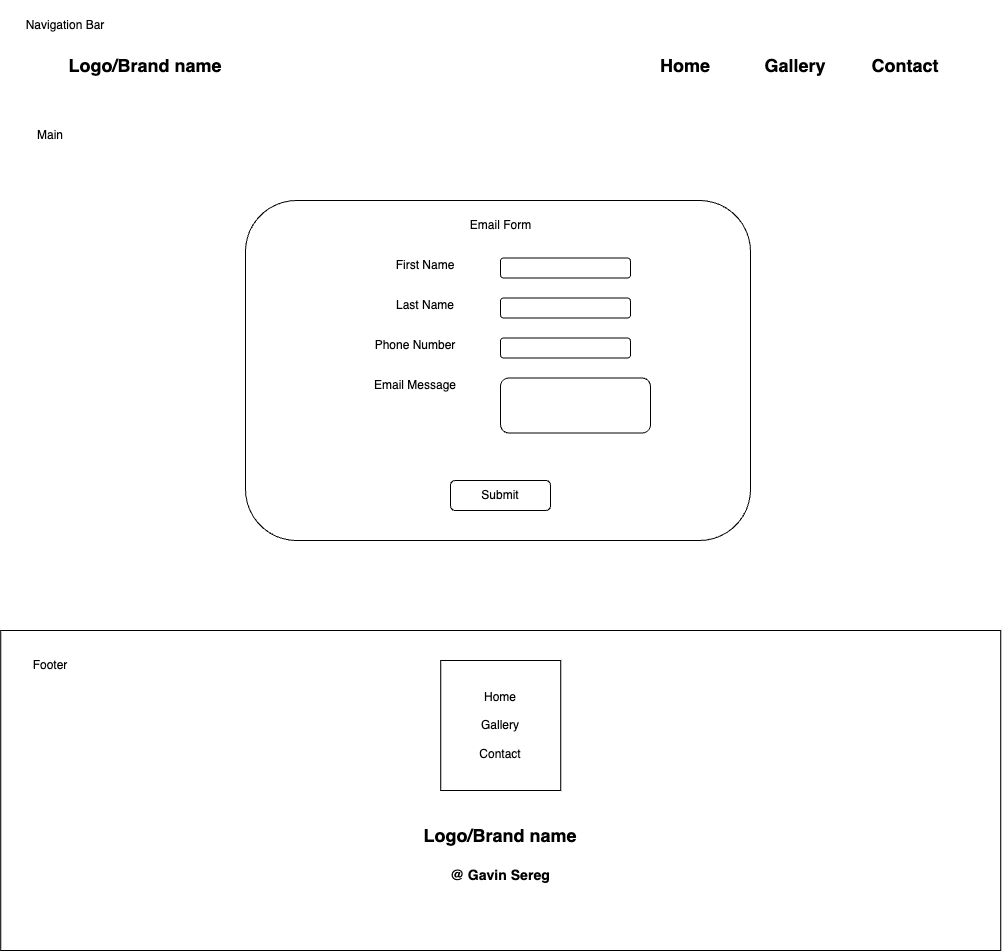 Navigation Bar
Logo/Brand name Home Gallery Contact
Main
Email Form
First Name
Last Name
Phone Number
Email Message
Submit
Footer
Home
Gallery
Contact
Logo/Brand name
@ Gavin Sereg